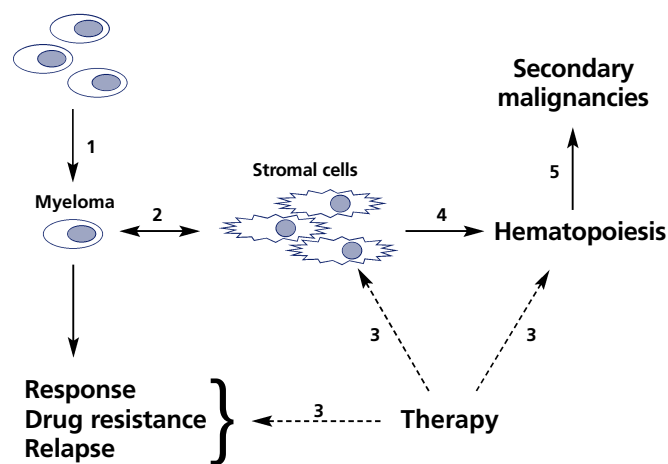 Secondary
malignancies
1
5
Stromal cells
Myeloma
2
4
Hematopoiesis
3
3
Response
Drug resistance
Relapse
}
3
Therapy